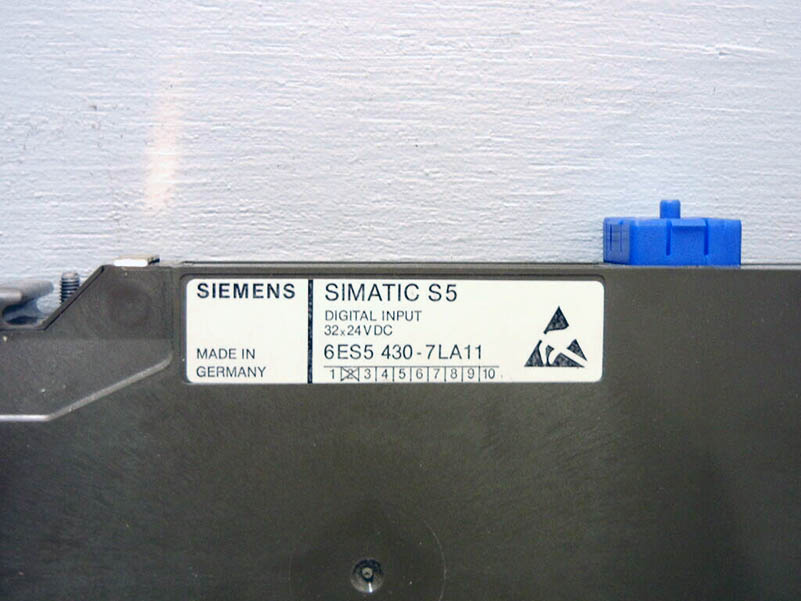 SIEMENS
MADE IN
GERMANY
SIMATIC S5
DIGITAL INPUT
32x24VDC
6ES5 430-7LA11
1 2 3 4 5 6 7 8 9 10